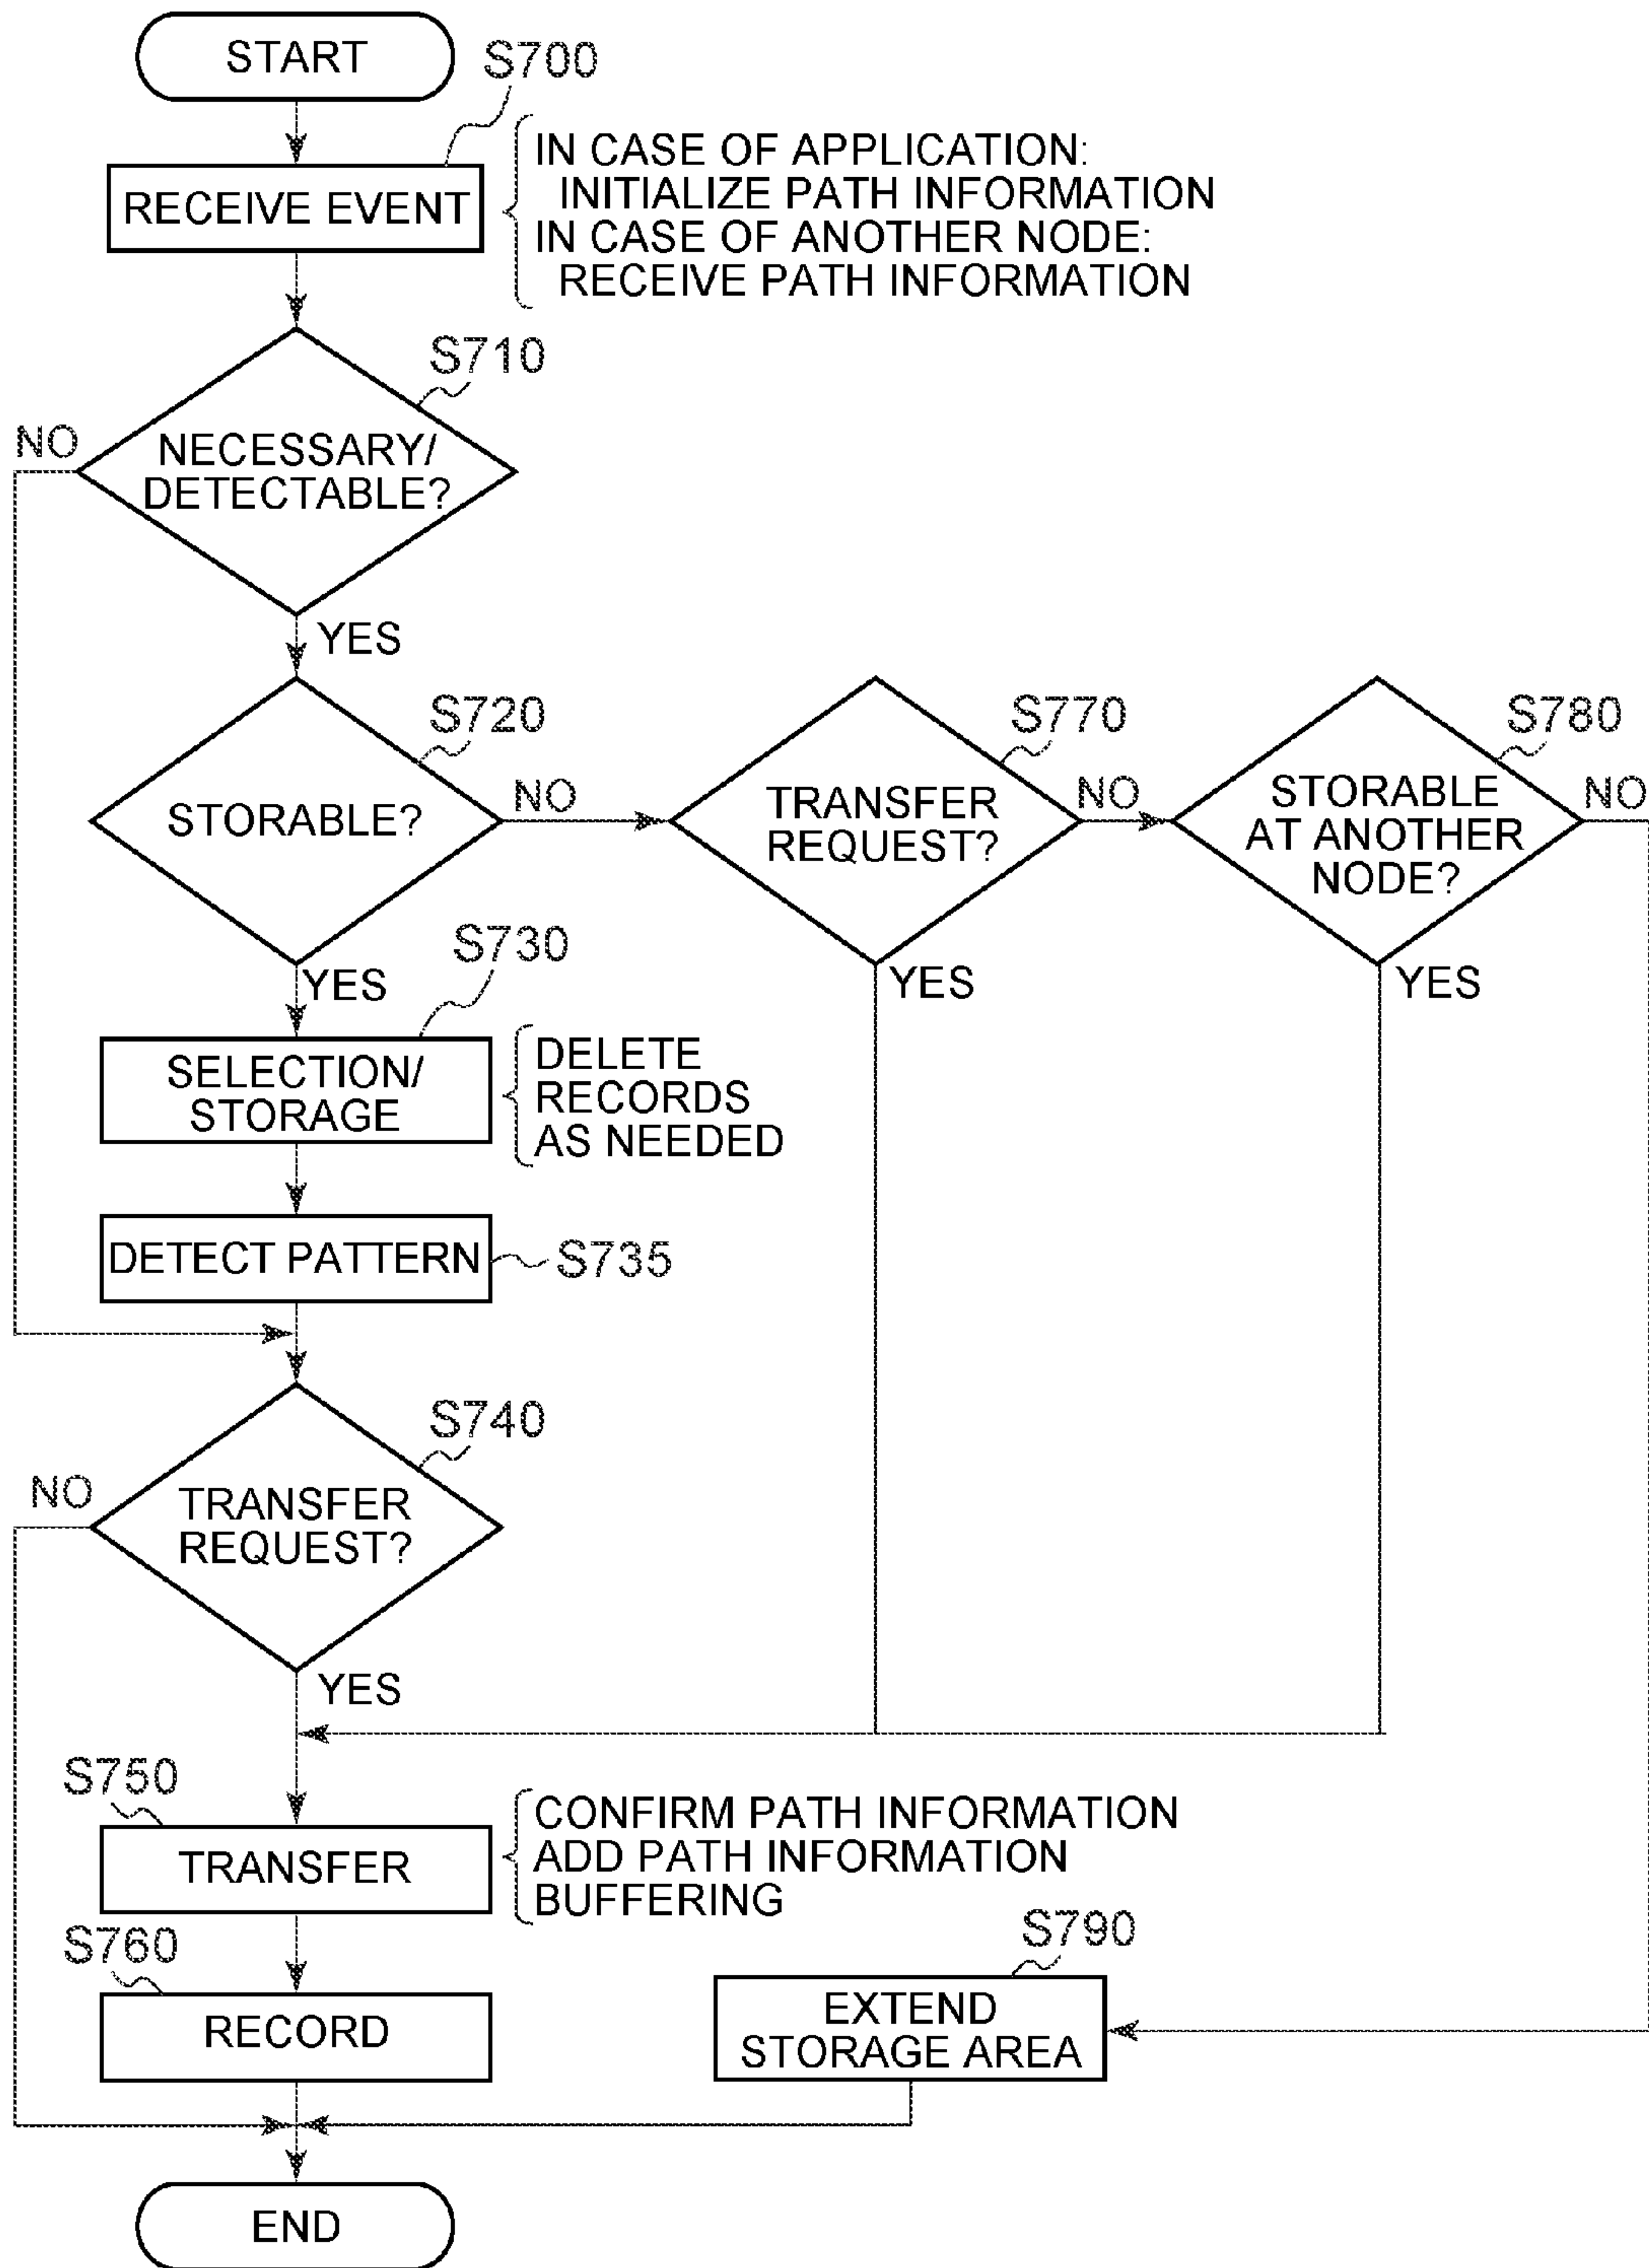 START
S700
RECEIVE EVENT
IN CASE OF APPLICATION:
INITIALIZE PATH INFORMATION
IN CASE OF ANOTHER NODE:
RECEIVE PATH INFORMATION
S710
NO
NECESSARY/
DETECTABLE?
YES
S720
STORABLE?
NO
S770
TRANSFER
REQUEST?
NO
S780
STORABLE
AT ANOTHER
NODE?
NO
YES
YES
YES
S730
SELECTION/
STORAGE
DELETE
RECORDS
AS NEEDED
DETECT PATTERN
S735
S740
NO
TRANSFER
REQUEST?
YES
S750
TRANSFER
CONFIRM PATH INFORMATION
ADD PATH INFORMATION
BUFFERING
S760
RECORD
S790
EXTEND
STORAGE AREA
END